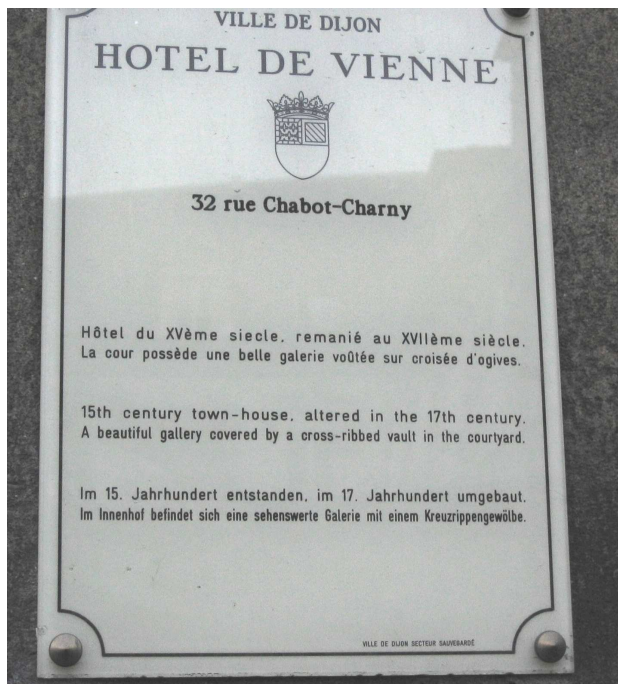 VILLE DE DIJON
HOTEL DE VIENNE
32 rue Chabot-Charny
Hôtel du XVème siecle, remanié au XVIIème siècle.
La cour possède une belle galerie voûtée sur croisée d'ogives.
15th century town-house, altered in the 17th century.
A beautiful gallery covered by a cross-ribbed vault in the courtyard.
Im 15. Jahrhundert entstanden, im 17. Jahrhundert umgebaut.
Im Innenhof befindet sich eine sehenswerte Galerie mit einem Kreuzrippengewölbe.
VILLE DE DIJON SECTEUR SAUVEGARDÉ